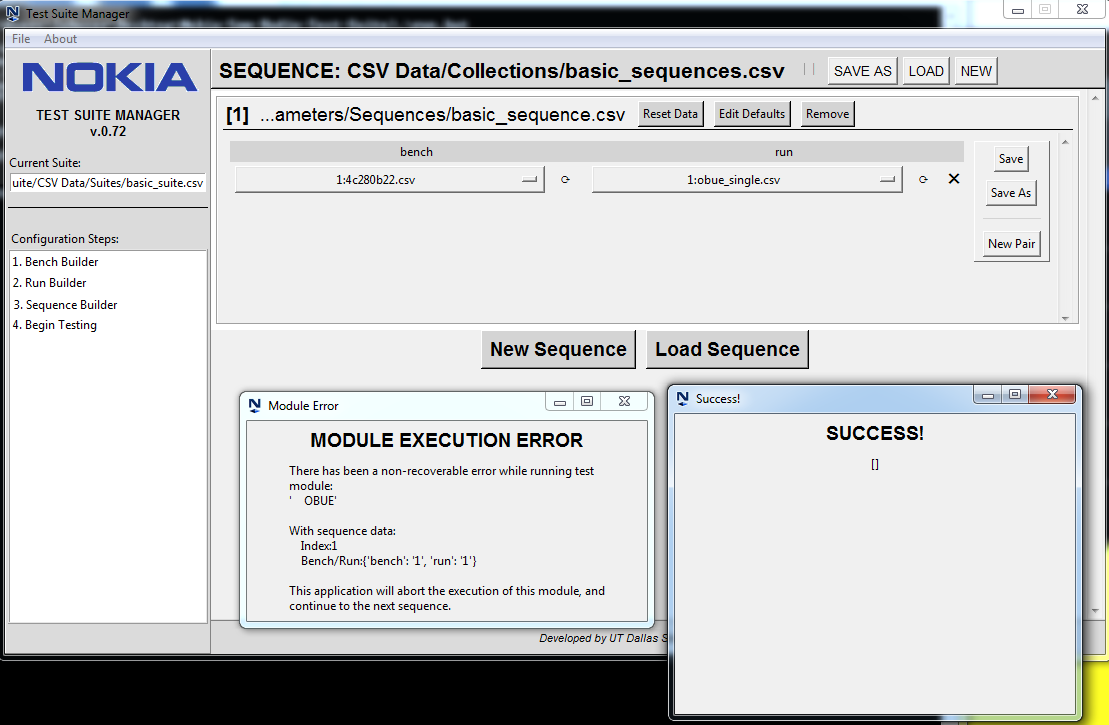 Test Suite Manager
File About
NOKIA
TEST SUITE MANAGER
v.0.72
Current Suite:
uite/CSV Data/Suites/basic_suite.csv
Configuration Steps:
1. Bench Builder
2. Run Builder
3. Sequence Builder
4. Begin Testing
SEQUENCE: CSV Data/Collections/basic_sequences.csv
SAVE AS LOAD NEW
[1] ...ameters/Sequences/basic_sequence.csv Reset Data Edit Defaults Remove
bench run
1:4c280b22.csv 1:obue_single.csv
Save
Save As
New Pair
New Sequence Load Sequence
Module Error
MODULE EXECUTION ERROR
There has been a non-recoverable error while running test
module:
' OBUE'
With sequence data:
Index:1
Bench/Run:{'bench': '1', 'run': '1'}
This application will abort the execution of this module, and
continue to the next sequence.
Success!
SUCCESS!
[]
Developed by UT Dallas S